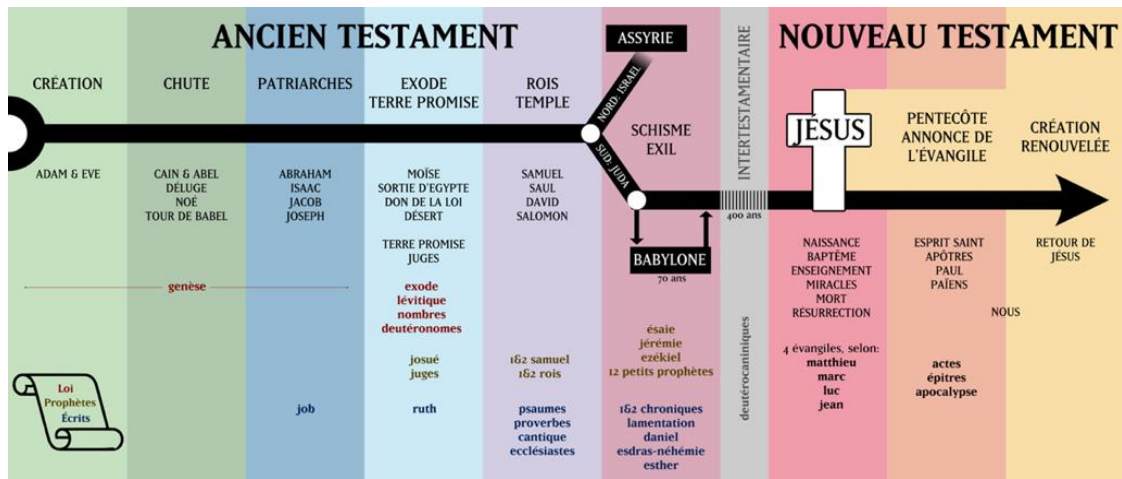 ANCIEN TESTAMENT
NOUVEAU TESTAMENT
CRÉATION
ADAM & EVE
CHUTE
CAIN & ABEL
DÉLUGE
NOÉ
TOUR DE BABEL
PATRIARCHES
ABRAHAM
ISAAC
JACOB
JOSEPH
genèse
job
EXODE
TERRE PROMISE
MOÏSE
SORTIE D'EGYPTE
DON DE LA LOI
DÉSERT
TERRE PROMISE
JUGES
exode
lévitique
nombres
deutéronomes
josué
juges
ruth
ROIS
TEMPLE
SAMUEL
SAUL
DAVID
SALOMON
1&2 samuel
1&2 rois
psaumes
proverbes
cantique
ecclésiastes
ASSYRIE
NORD: ISRAEL
SUD: JUDA
SCHISME
EXIL
BABYLONE
70 ans
ésaie
jérémie
ezékiel
12 petits prophètes
1&2 chroniques
lamentation
daniel
esdras-néhémie
esther
INTERTESTAMENTAIRE
400 ans
deutérocaniniques
JÉSUS
NAISSANCE
BAPTÊME
ENSEIGNEMENT
MIRACLES
MORT
RÉSURRECTION
4 évangiles, selon:
matthieu
marc
luc
jean
PENTECÔTE
ANNONCE DE
L'ÉVANGILE
ESPRIT SAINT
APÔTRES
PAUL
PAÏENS
NOUS
actes
épitres
apocalypse
CRÉATION
RENOUVELÉE
RETOUR DE
JÉSUS
Loi
Prophètes
Écrits